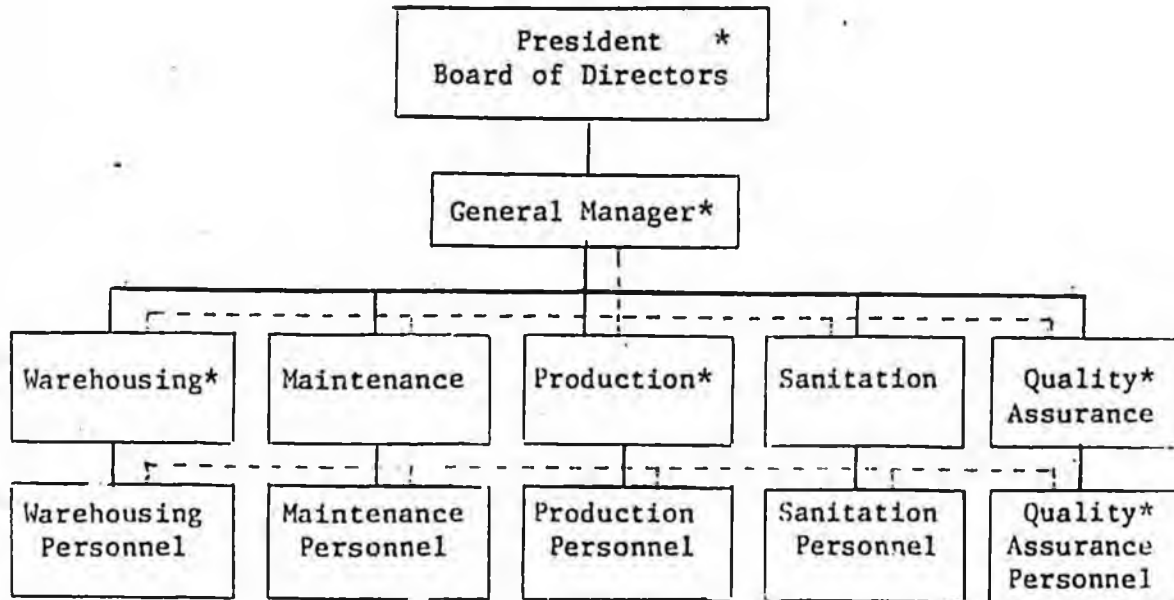 President *
Board of Directors
General Manager*
Warehousing*
Maintenance
Production*
Sanitation
Quality*
Assurance
Warehousing
Personnel
Maintenance
Personnel
Production
Personnel
Sanitation
Personnel
Quality*
Assurance
Personnel